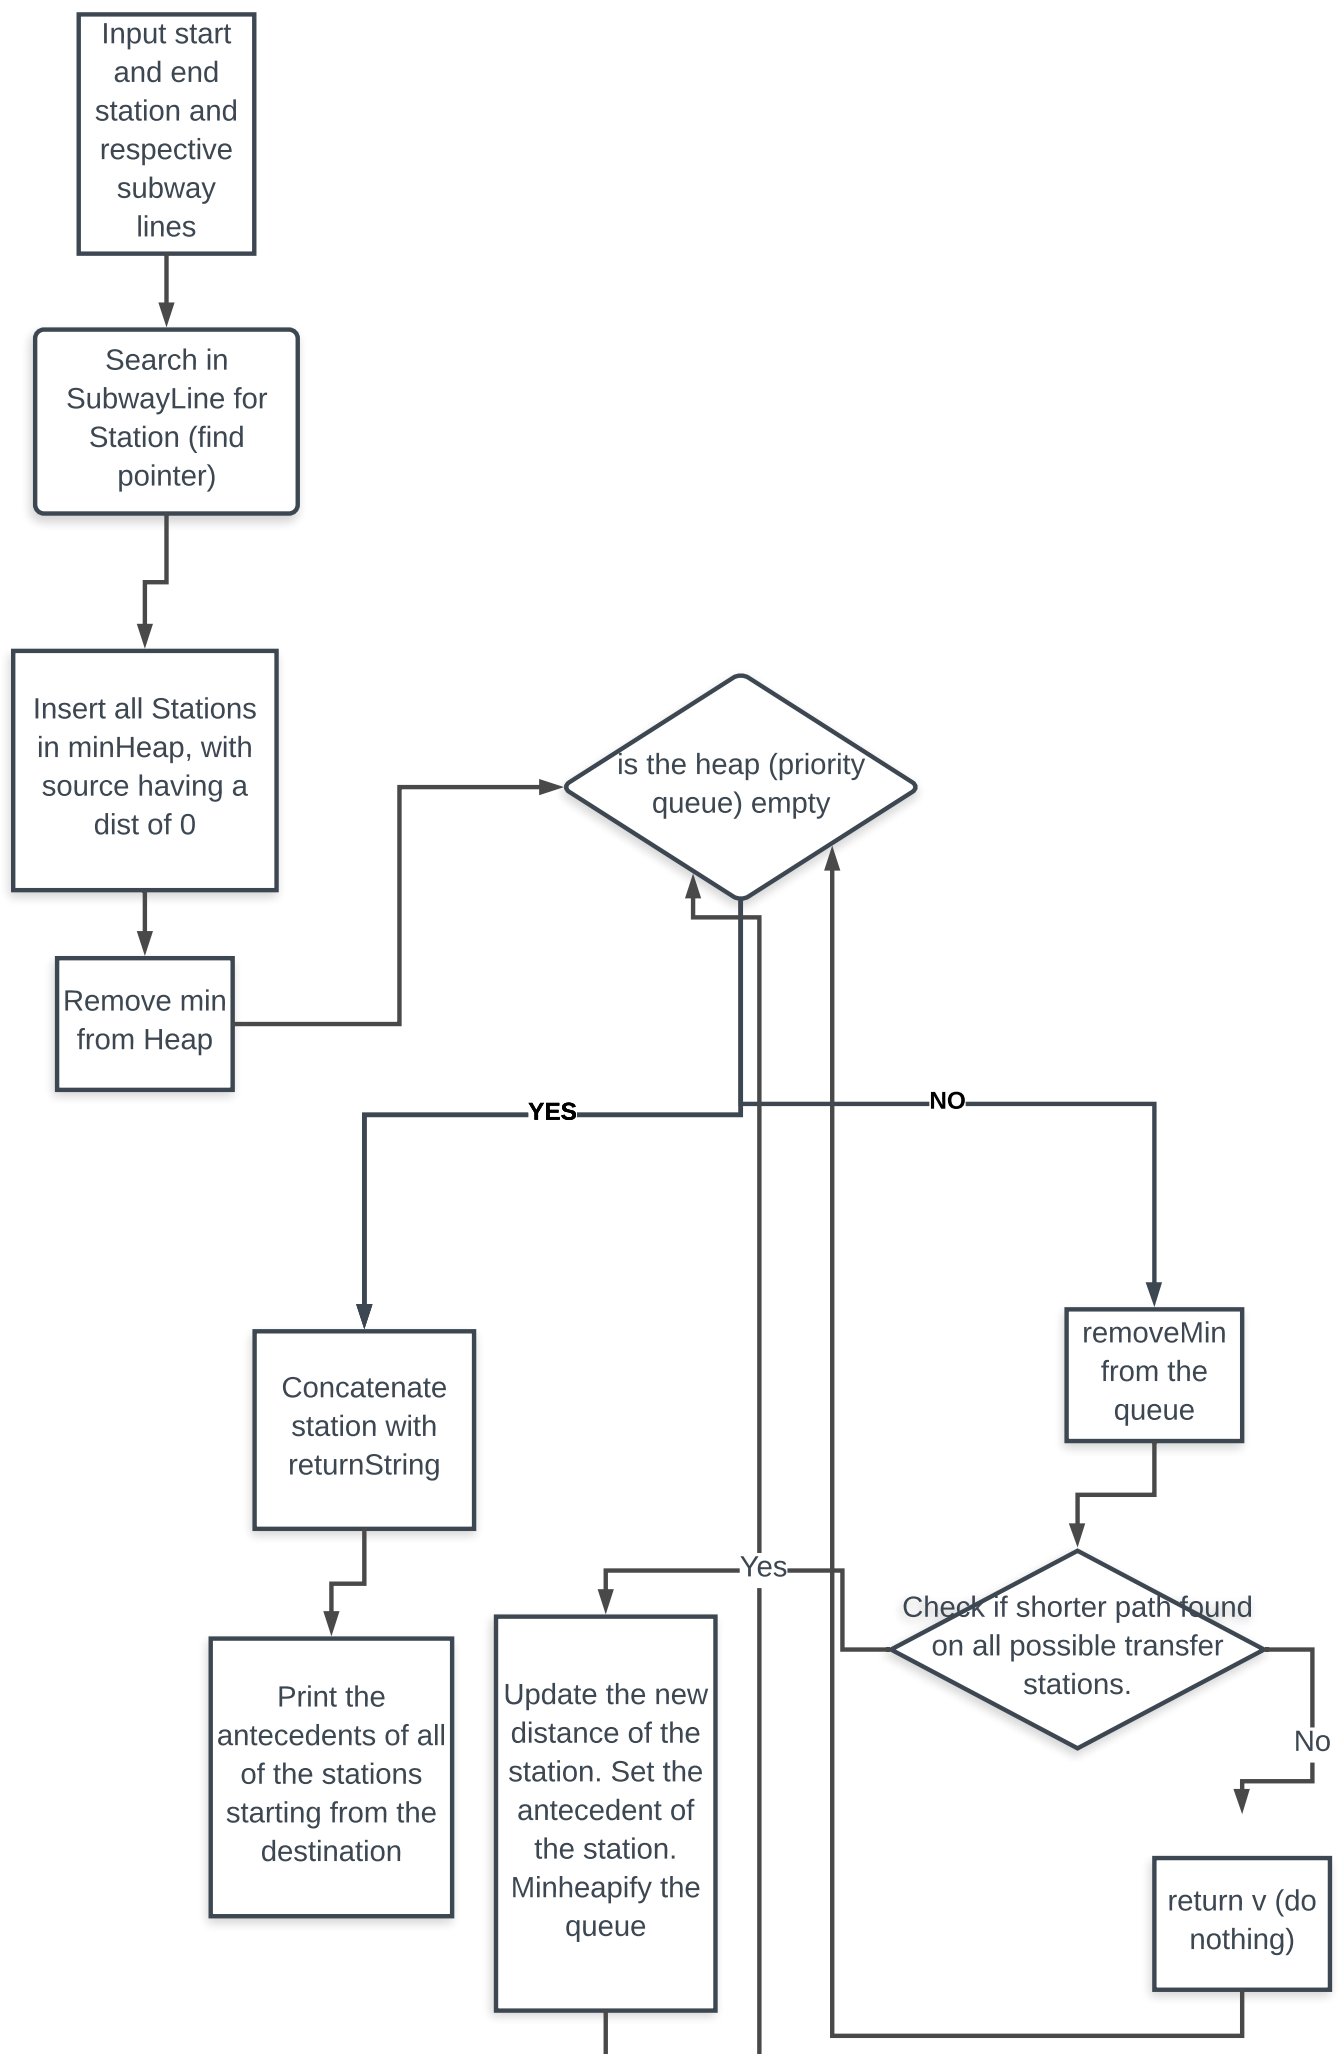 Input start
and end
station and
respective
subway
lines
Search in
SubwayLine for
Station (find
pointer)
Insert all Stations
in minHeap, with
source having a
dist of 0
Remove min
from Heap
is the heap (priority
queue) empty
YES
NO
Concatenate
station with
returnString
Print the
antecedents of all
of the stations
starting from the
destination
removeMin
from the
queue
Check if shorter path found
on all possible transfer
stations.
Yes
No
Update the new
distance of the
station. Set the
antecedent of
the station.
Minheapify the
queue
return v (do
nothing)